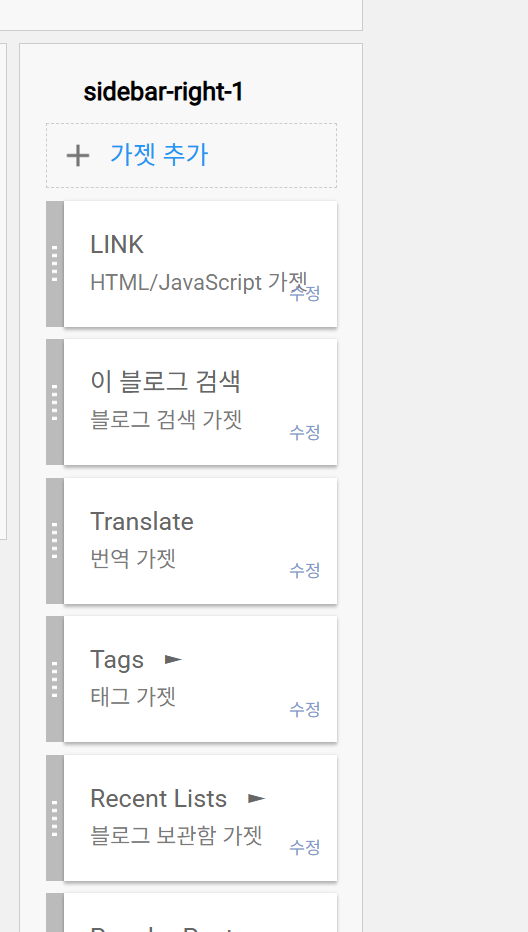 sidebar-right-1
가젯 추가
LINK
HTML/JavaScript 가젯
수정
이 블로그 검색
블로그 검색 가젯
수정
Translate
번역 가젯
수정
Tags ►
태그 가젯
수정
Recent Lists ►
블로그 보관함 가젯
수정